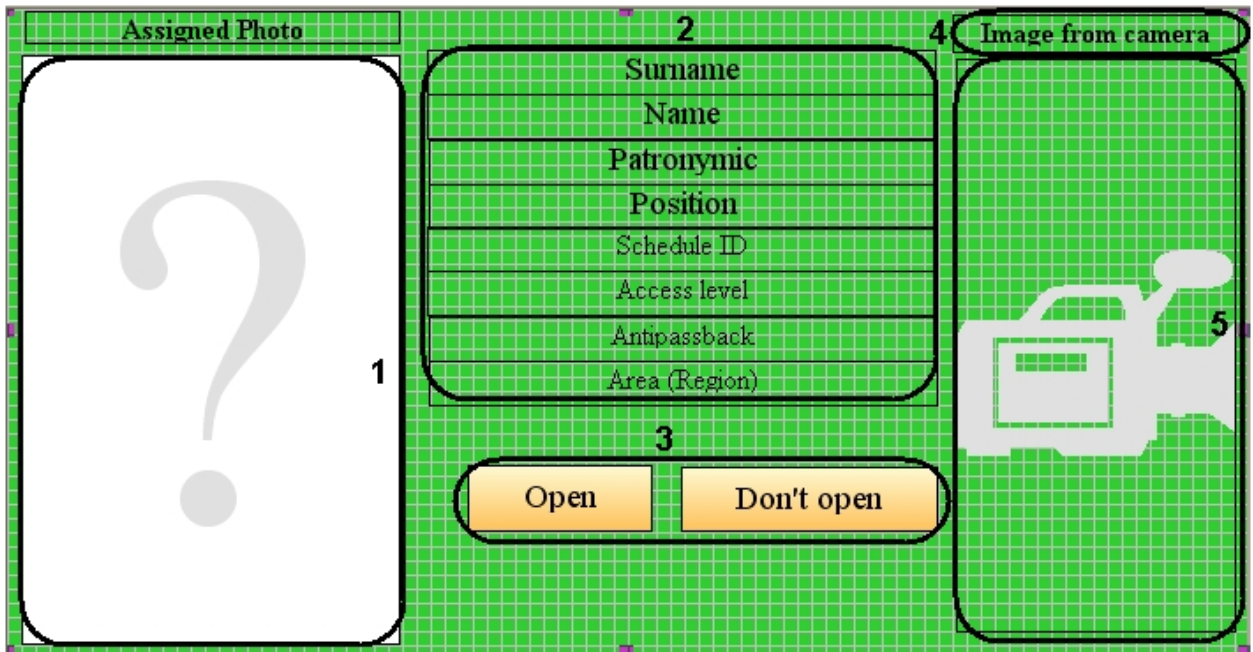 Assigned Photo
2
4
Image from camera
Surname
Name
Patronymic
Position
Schedule ID
Access level
Antipassback
Area (Region)
1
5
3
Open
Don't open
?